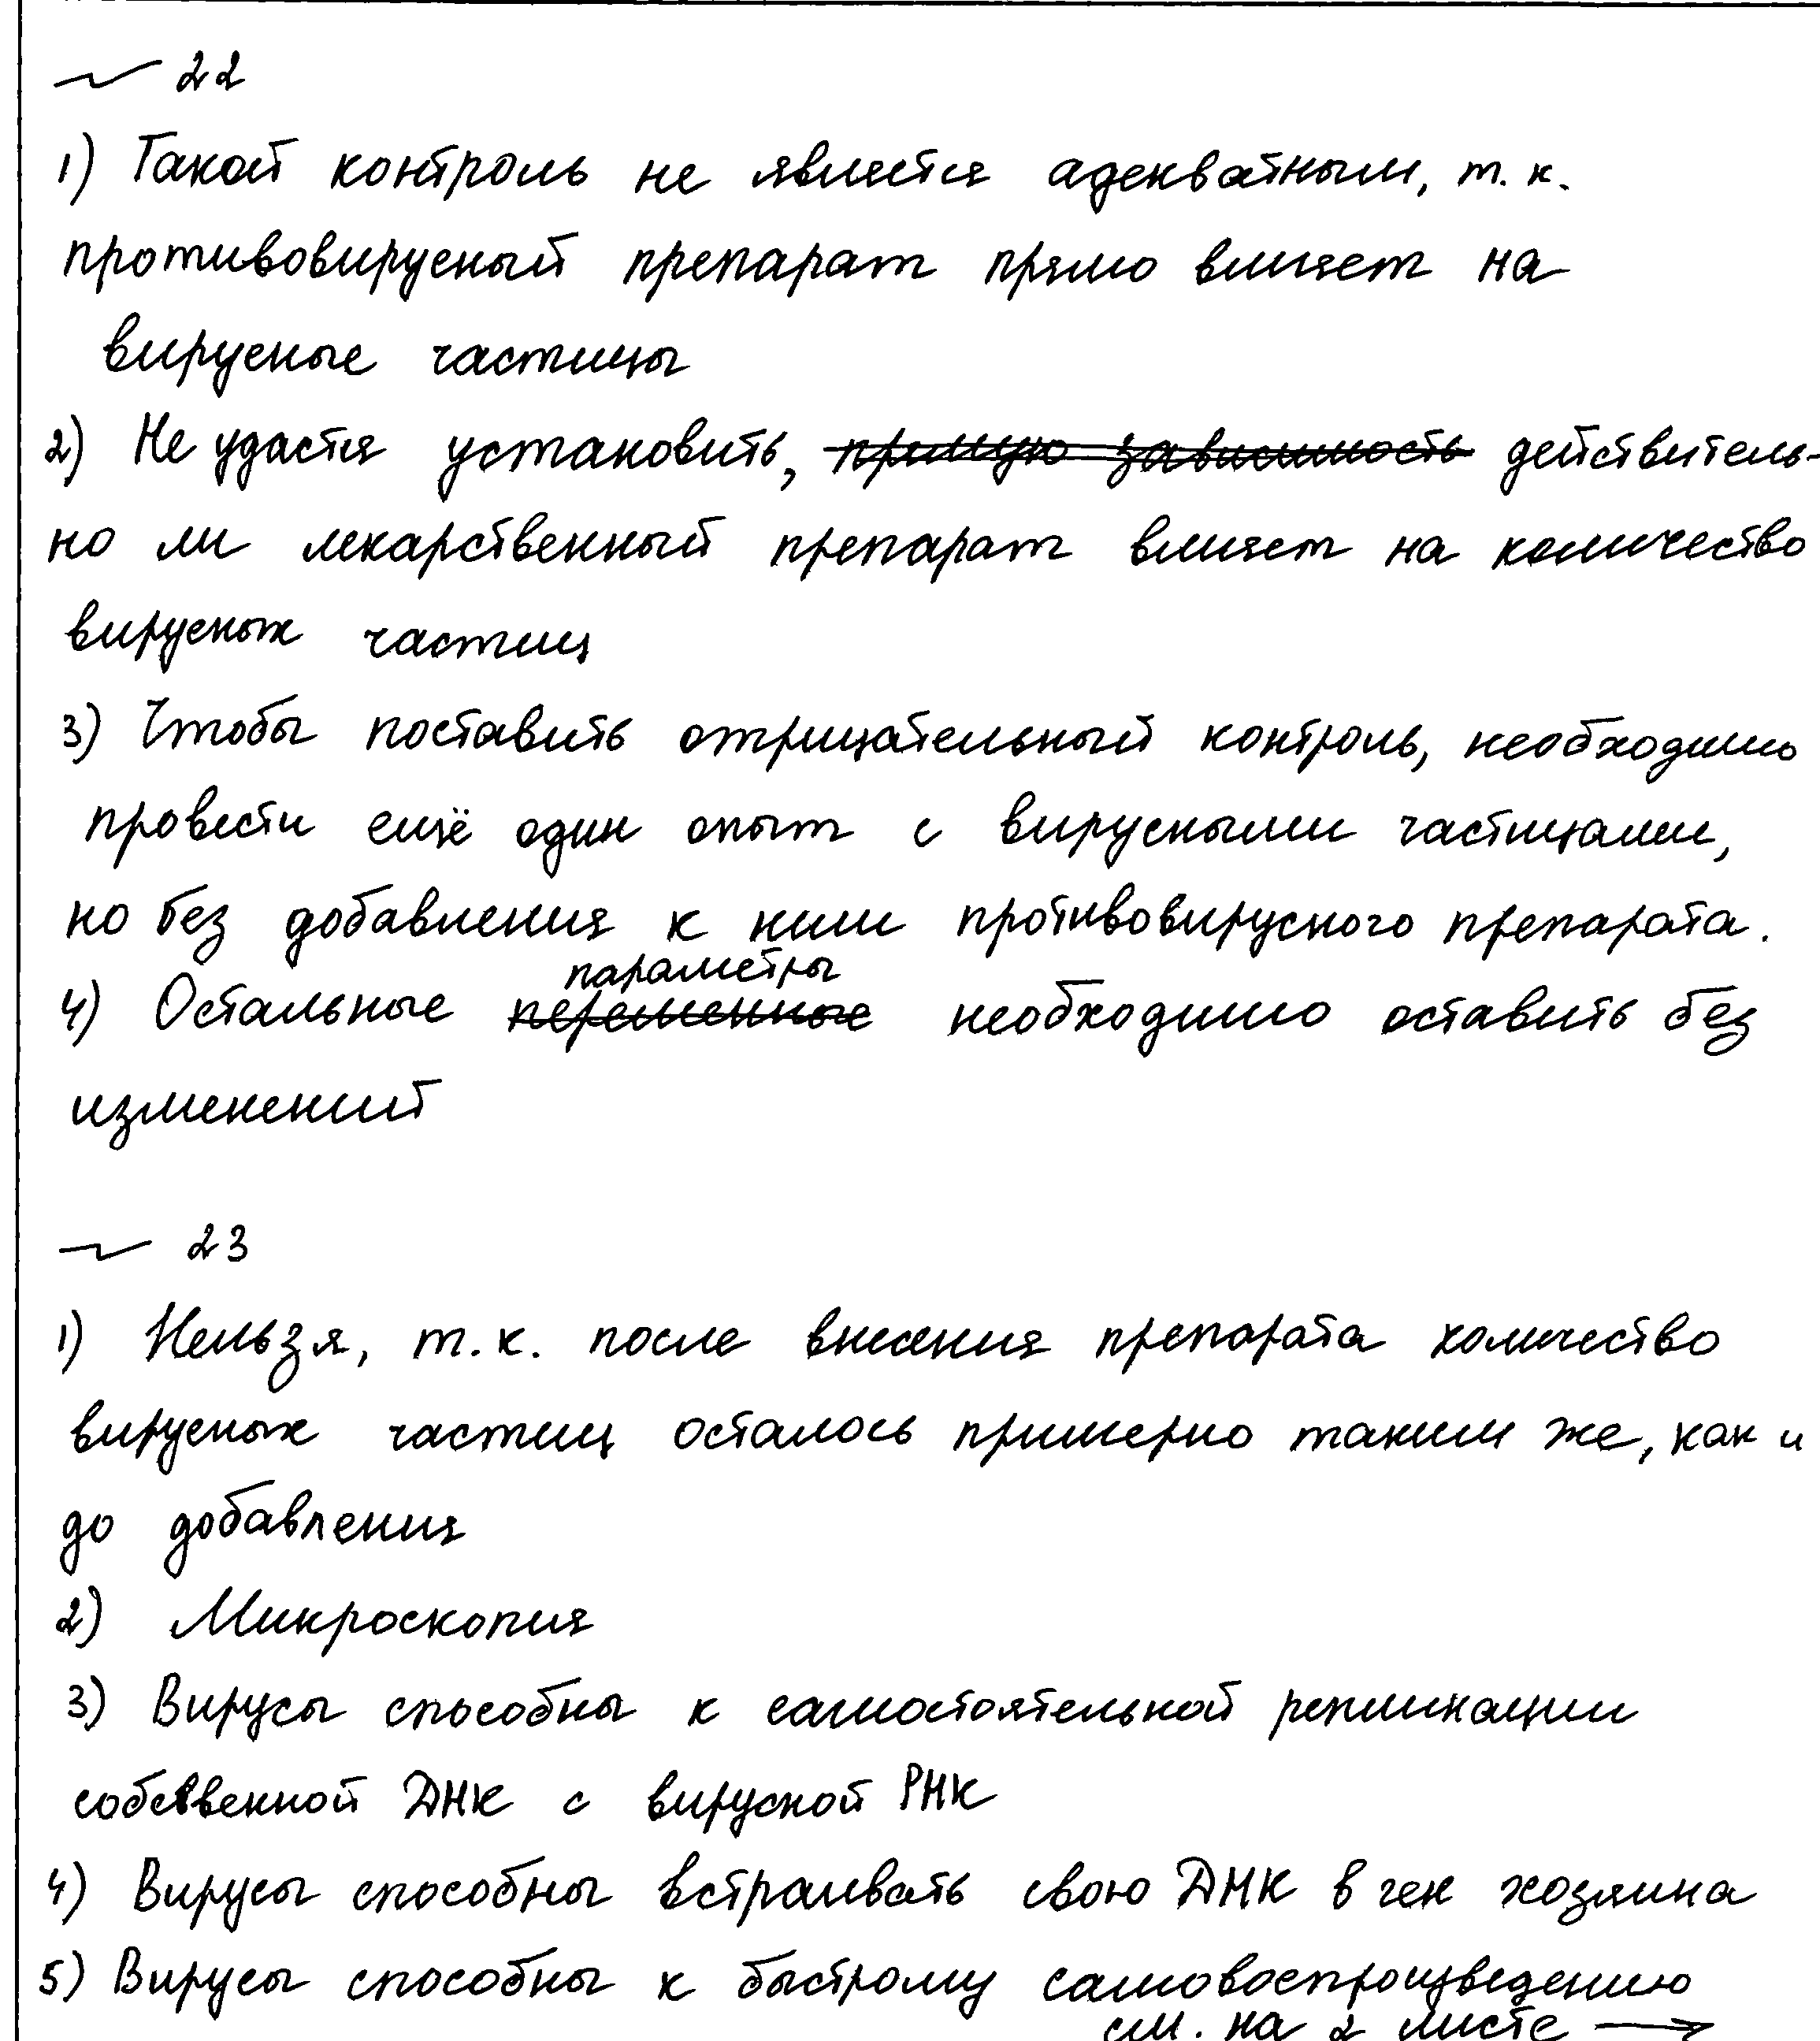 ~ 22
1) Такой контроль не является адекватным, т.к.
противовирусный препарат прямо влияет на
вирусные частицы
2) Не удастся установить, прямую зависимость действитель-
но ли лекарственный препарат влияет на количество
вирусных частиц
3) Чтобы поставить отрицательный контроль, необходимо
провести ещё один опыт с вирусными частицами,
но без добавления к ним противовирусного препарата.
параметры
4) Остальные переменные необходимо оставить без
изменений
~ 23
1) Нельзя, т.к. после внесения препарата количество
вирусных частиц осталось примерно таким же, как и
до добавления
2) Микроскопия
3) Вирусы способны к самостоятельной репликации
собственной ДНК с вирусной РНК
4) Вирусы способны встраивать свою ДНК в ген хозяина
5) Вирусы способны к быстрому самовоспроизведению
см. на 2 листе →